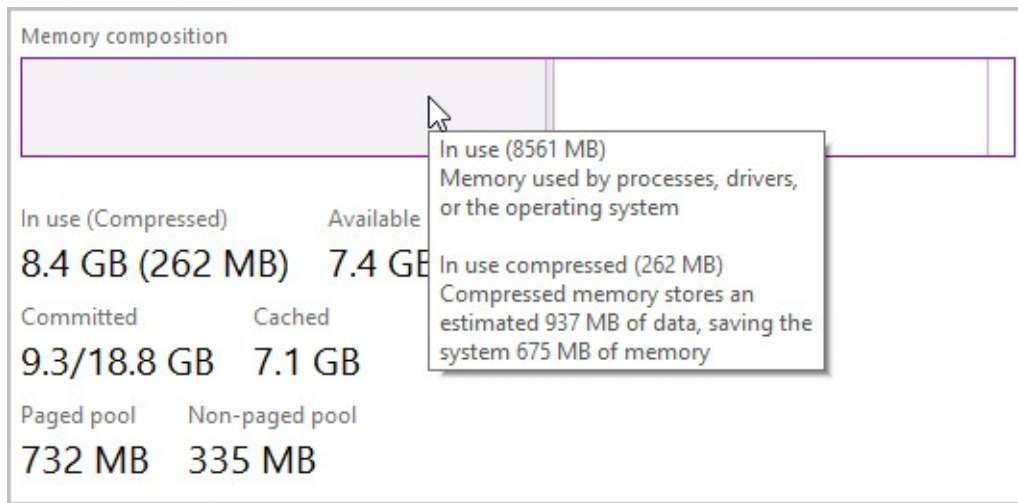 Memory composition
In use (8561 MB)
Memory used by processes, drivers,
or the operating system
In use compressed (262 MB)
Compressed memory stores an
estimated 937 MB of data, saving the
system 675 MB of memory
In use (Compressed) Available
8.4 GB (262 MB) 7.4 GB
Committed Cached
9.3/18.8 GB 7.1 GB
Paged pool Non-paged pool
732 MB 335 MB